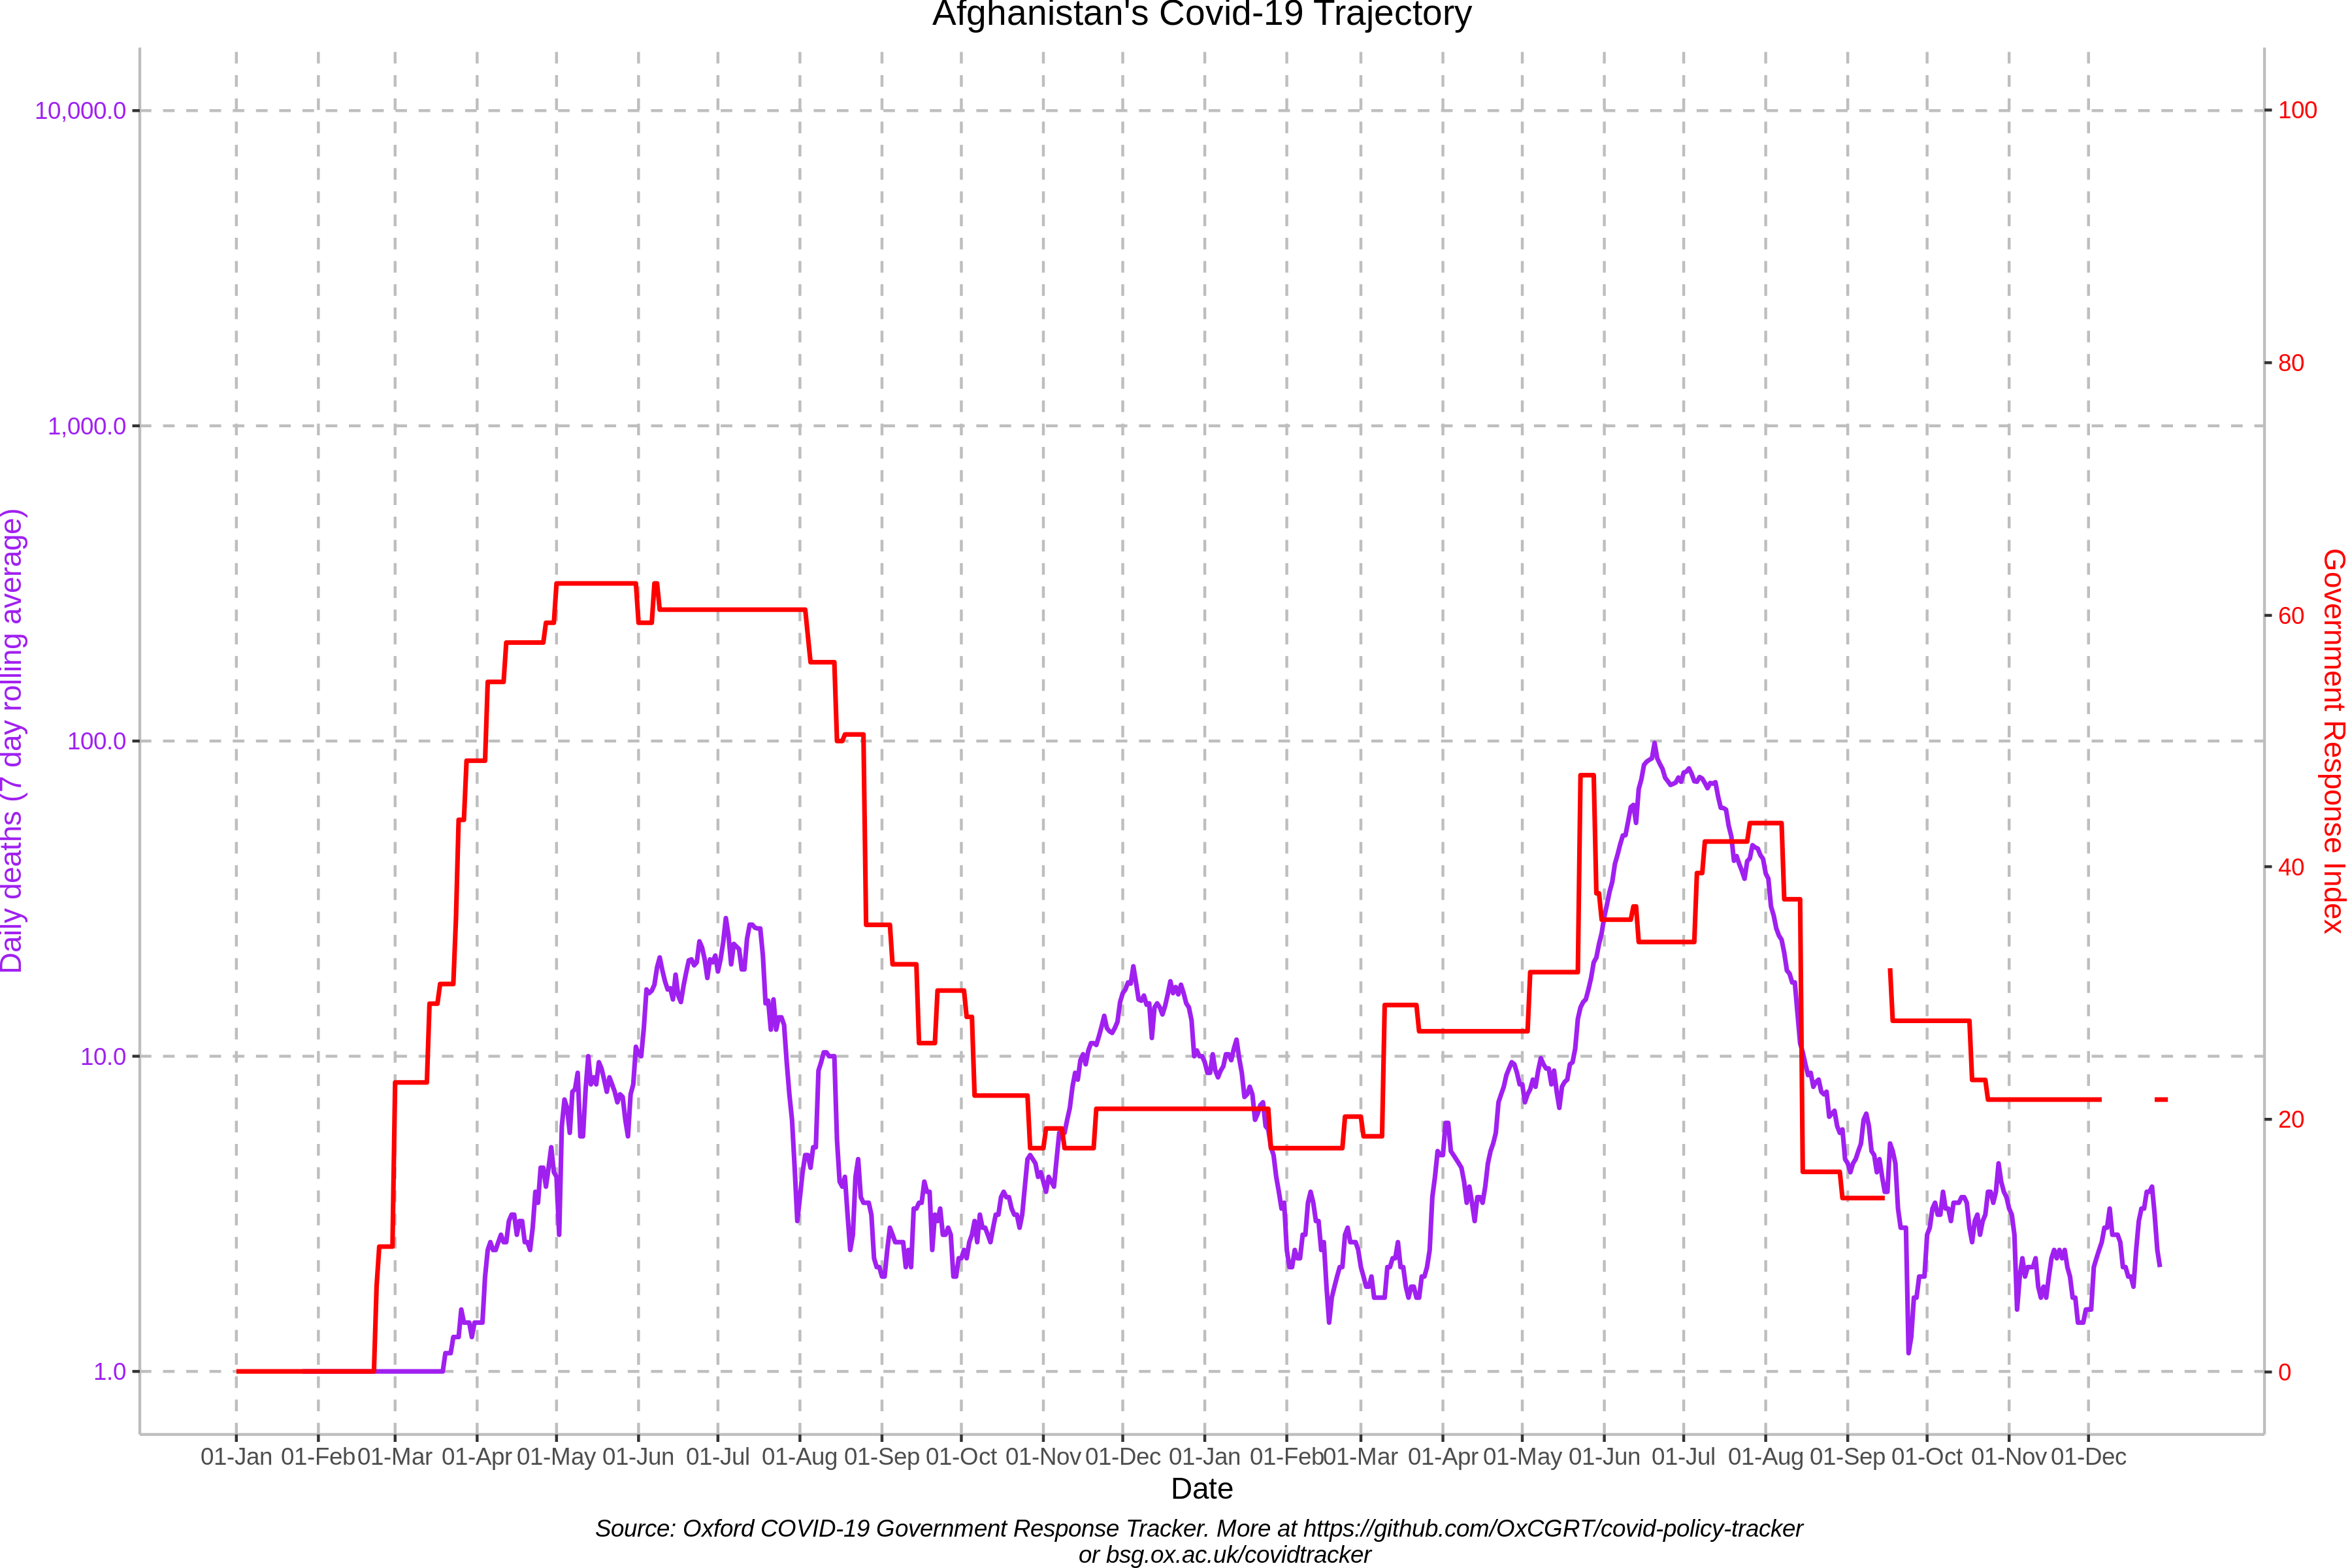 Afghanistan's Covid-19 Trajectory
10,000.0
1,000.0
100.0
10.0
1.0
Daily deaths (7 day rolling average)
100
80
60
40
20
0
Government Response Index
01-Jan 01-Feb 01-Mar 01-Apr 01-May 01-Jun 01-Jul 01-Aug 01-Sep 01-Oct 01-Nov 01-Dec 01-Jan 01-Feb 01-Mar 01-Apr 01-May 01-Jun 01-Jul 01-Aug 01-Sep 01-Oct 01-Nov 01-Dec
Date
Source: Oxford COVID-19 Government Response Tracker. More at https://github.com/OxCGRT/covid-policy-tracker
or bsg.ox.ac.uk/covidtracker